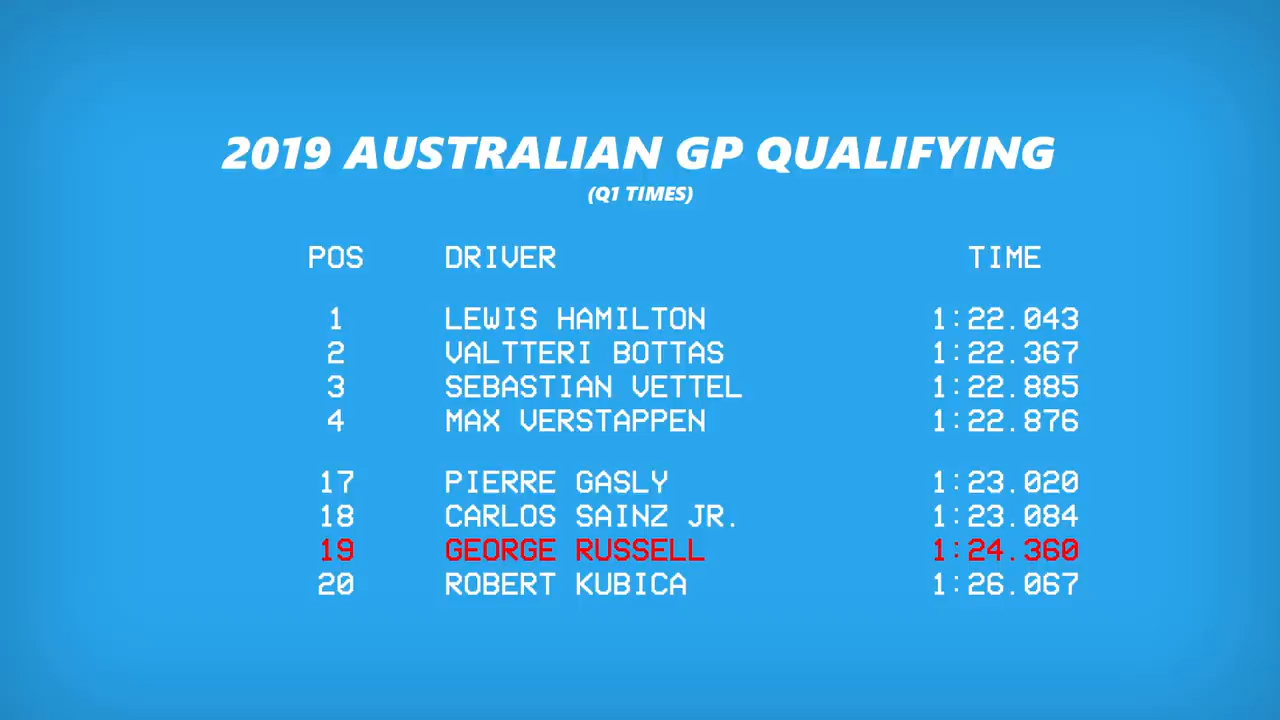 2019 AUSTRALIAN GP QUALIFYING
(Q1 TIMES)
POS DRIVER TIME
1 LEWIS HAMILTON 1:22.043
2 VALTTERI BOTTAS 1:22.367
3 SEBASTIAN VETTEL 1:22.885
4 MAX VERSTAPPEN 1:22.876
17 PIERRE GASLY 1:23.020
18 CARLOS SAINZ JR. 1:23.084
19 GEORGE RUSSELL 1:24.360
20 ROBERT KUBICA 1:26.067